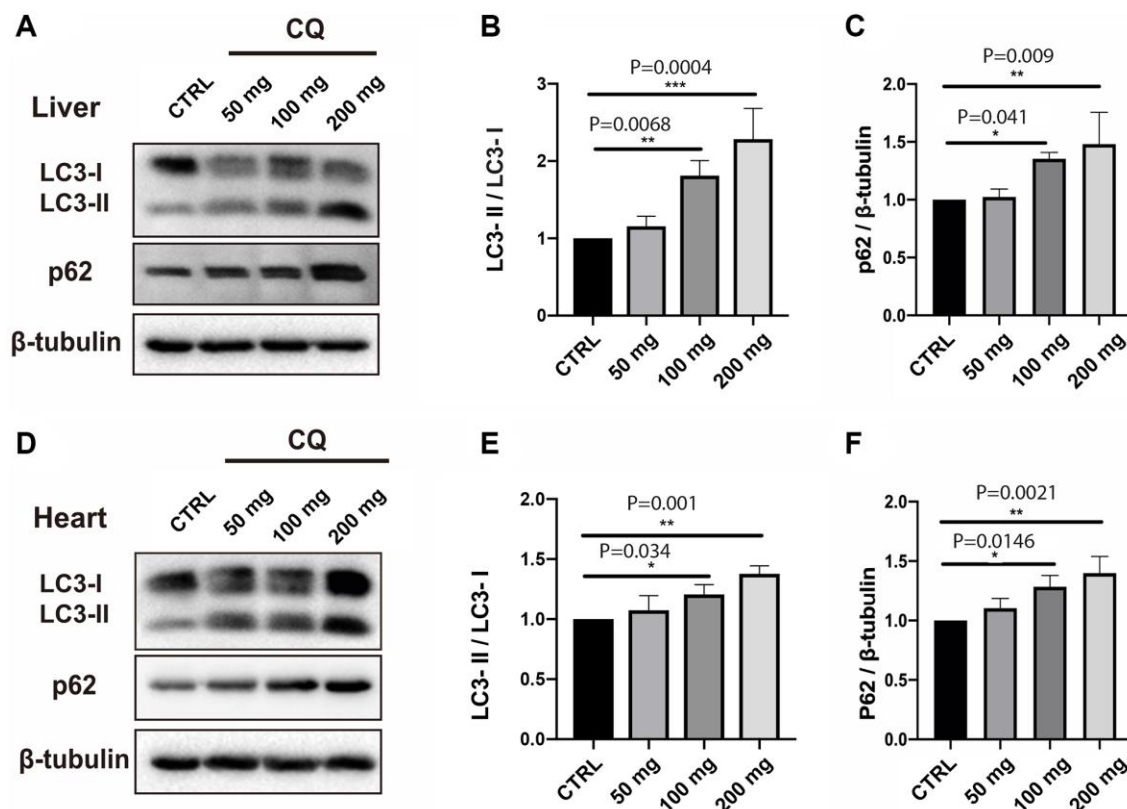 A
CQ
Liver
CTRL
50 mg
100 mg
200 mg
LC3-I
LC3-II
p62
β-tubulin
B
P=0.0004
***
P=0.0068
**
LC3- II / LC3- I
3
2
1
0
CTRL
50 mg
100 mg
200 mg
C
P=0.009
**
P=0.041
*
p62 / β-tubulin
2.0
1.5
1.0
0.5
0.0
CTRL
50 mg
100 mg
200 mg
D
CQ
Heart
CTRL
50 mg
100 mg
200 mg
LC3-I
LC3-II
p62
β-tubulin
E
P=0.001
**
P=0.034
*
LC3- II / LC3- I
2.0
1.5
1.0
0.5
0.0
CTRL
50 mg
100 mg
200 mg
F
P=0.0021
**
P=0.0146
*
P62 / β-tubulin
2.0
1.5
1.0
0.5
0.0
CTRL
50 mg
100 mg
200 mg